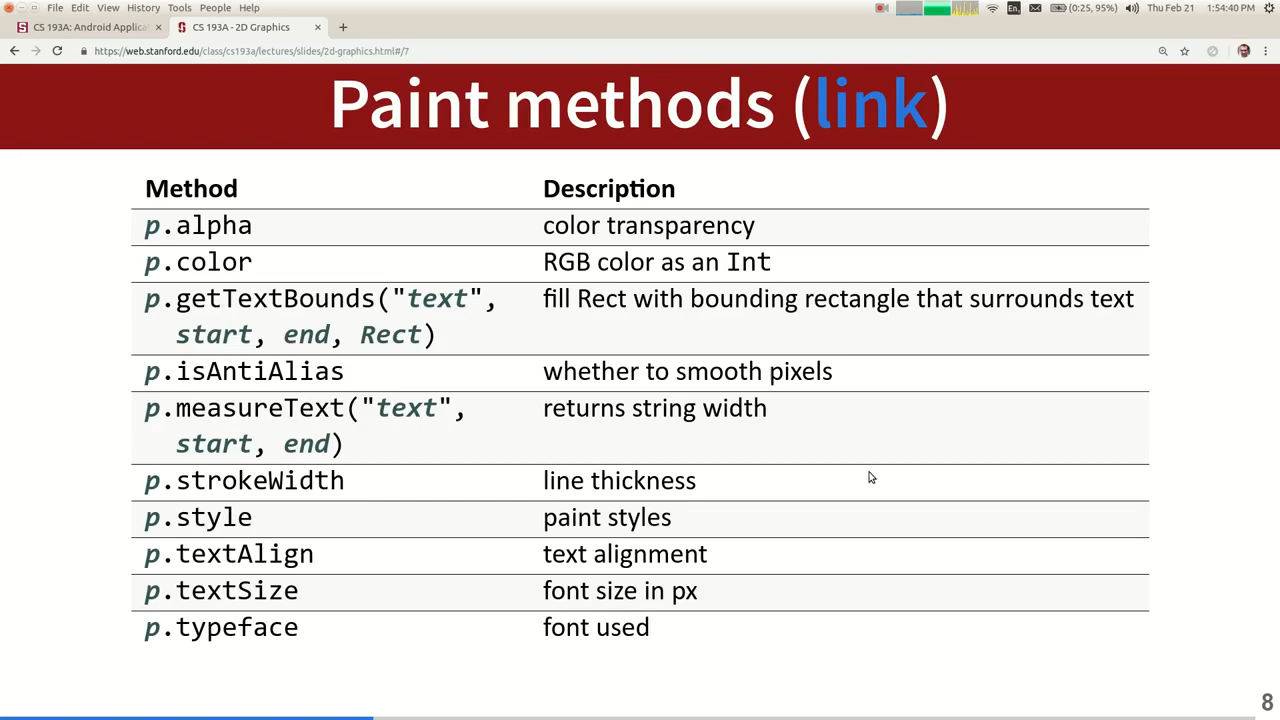 File Edit View History Tools People Help
En (0:25, 95%) Thu Feb 21 1:54:40 PM
CS 193A: Android Applica × CS 193A - 2D Graphics × +
https://web.stanford.edu/class/cs193a/lectures/slides/2d-graphics.html#/7
Paint methods (link)
Method Description
p.alpha color transparency
p.color RGB color as an Int
p.getTextBounds("text", fill Rect with bounding rectangle that surrounds text
start, end, Rect)
p.isAntiAlias whether to smooth pixels
p.measureText("text", returns string width
start, end)
p.strokeWidth line thickness
p.style paint styles
p.textAlign text alignment
p.textSize font size in px
p.typeface font used
8